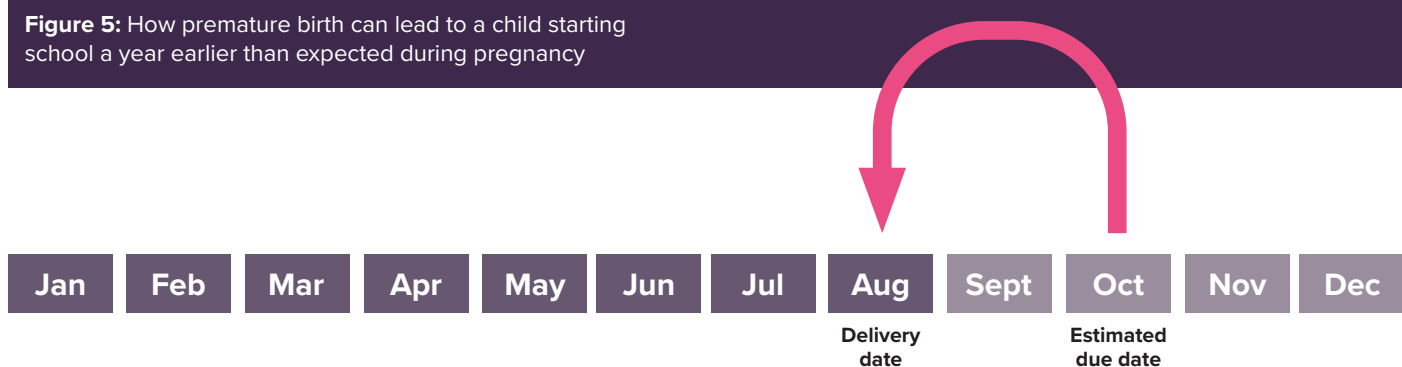 Figure 5: How premature birth can lead to a child starting
school a year earlier than expected during pregnancy
Jan Feb Mar Apr May Jun Jul Aug Sept Oct Nov Dec
Delivery
date
Estimated
due date